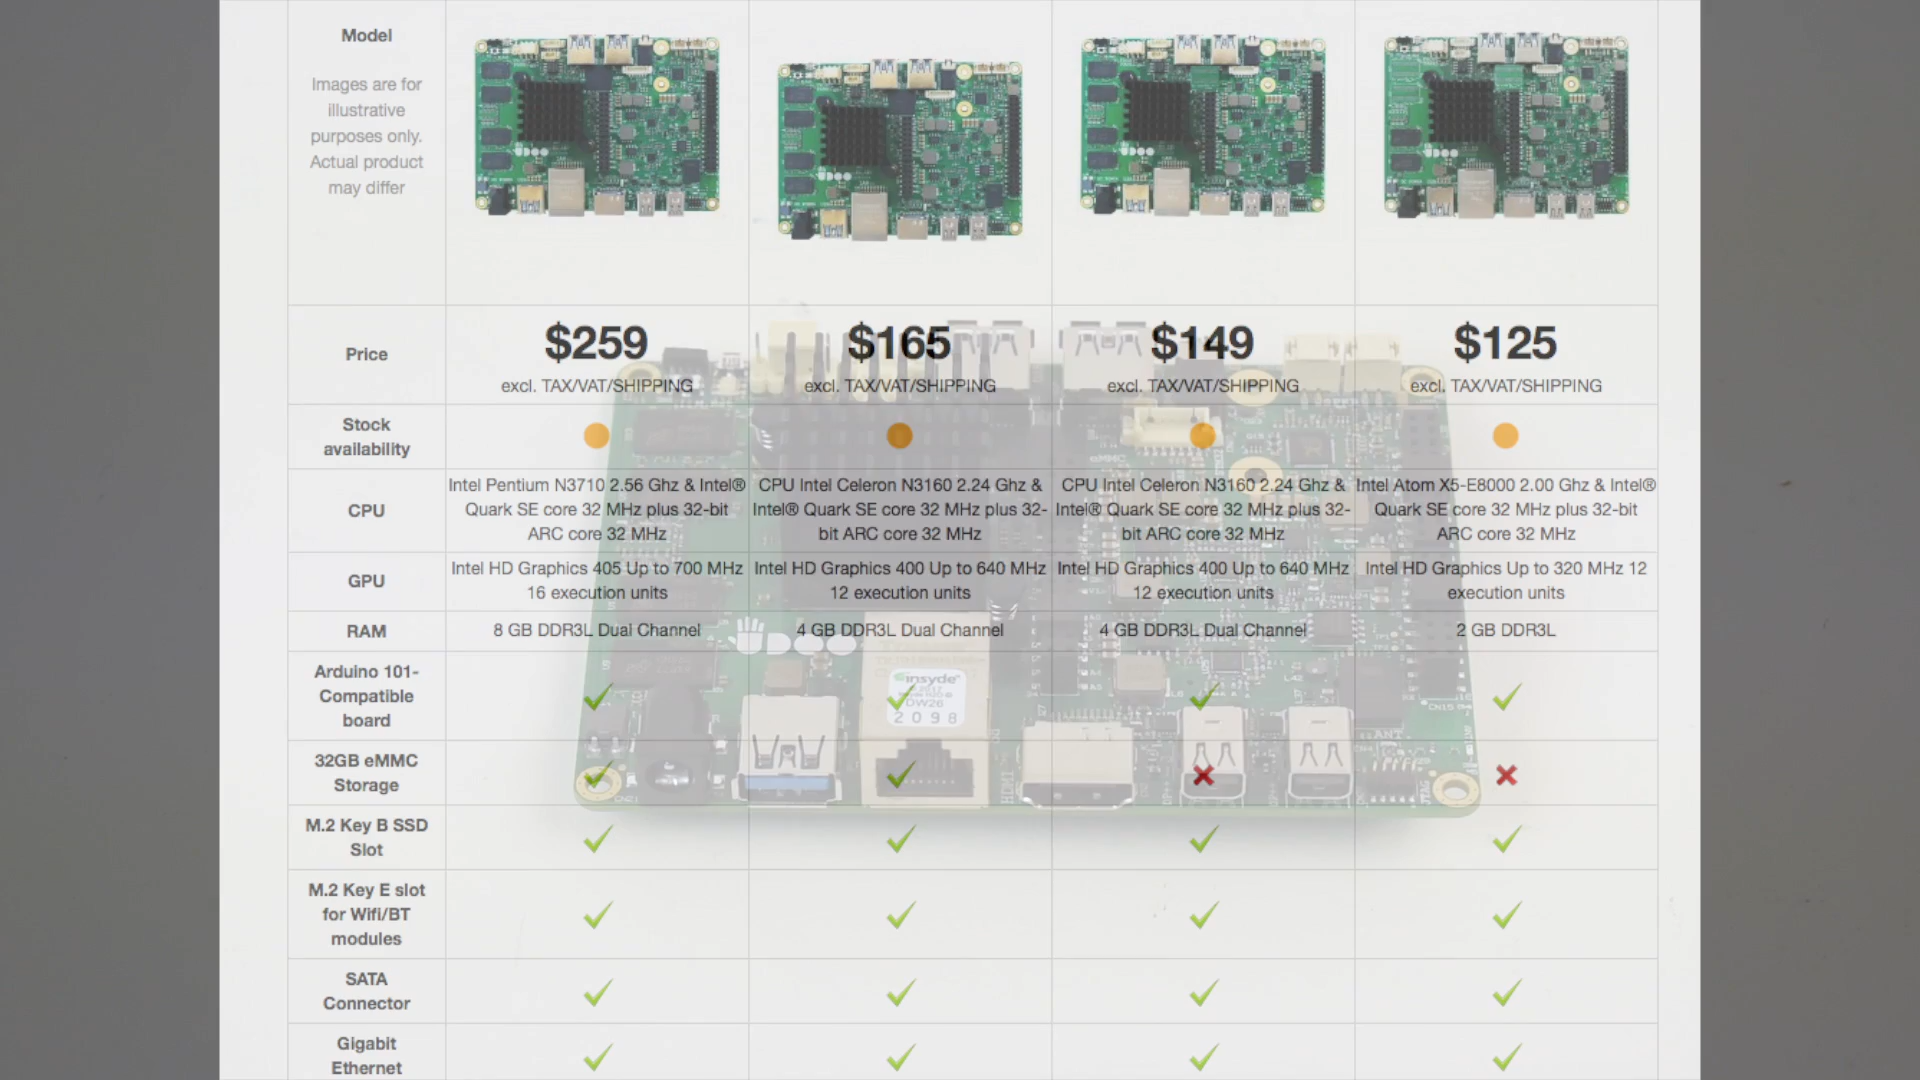 Model
Images are for
illustrative
purposes only.
Actual product
may differ
Price
$259
excl. TAX/VAT/SHIPPING
$165
excl. TAX/VAT/SHIPPING
$149
excl. TAX/VAT/SHIPPING
$125
excl. TAX/VAT/SHIPPING
Stock
availability
CPU
Intel Pentium N3710 2.56 Ghz & Intel®
Quark SE core 32 MHz plus 32-bit
ARC core 32 MHz
CPU Intel Celeron N3160 2.24 Ghz &
Intel® Quark SE core 32 MHz plus 32-
bit ARC core 32 MHz
CPU Intel Celeron N3160 2.24 Ghz &
Intel® Quark SE core 32 MHz plus 32-
bit ARC core 32 MHz
Intel Atom X5-E8000 2.00 Ghz & Intel®
Quark SE core 32 MHz plus 32-bit
ARC core 32 MHz
GPU
Intel HD Graphics 405 Up to 700 MHz
16 execution units
Intel HD Graphics 400 Up to 640 MHz
12 execution units
Intel HD Graphics 400 Up to 640 MHz
12 execution units
Intel HD Graphics Up to 320 MHz 12
execution units
RAM
8 GB DDR3L Dual Channel
4 GB DDR3L Dual Channel
4 GB DDR3L Dual Channel
2 GB DDR3L
UDOO
Arduino 101-
Compatible
board
insyde
DW26
2098
32GB eMMC
Storage
HDMI
ANT
JTAG
M.2 Key B SSD
Slot
M.2 Key E slot
for Wifi/BT
modules
SATA
Connector
Gigabit
Ethernet